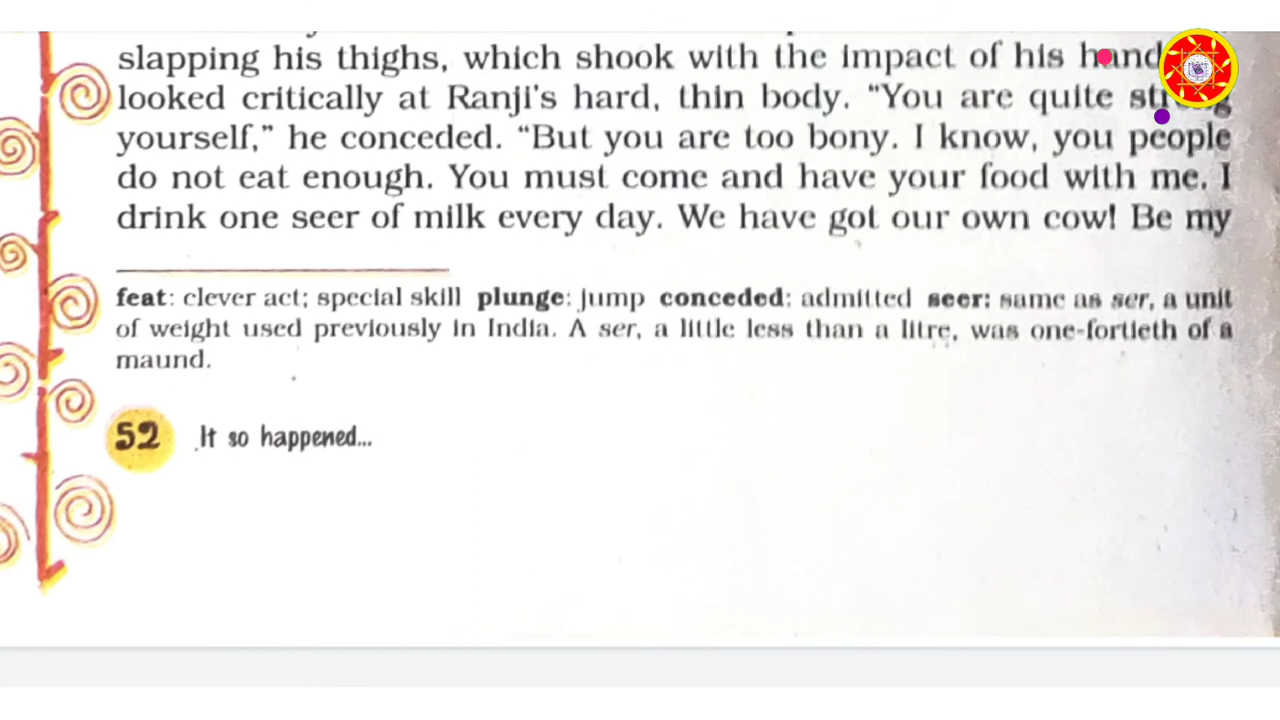 slapping his thighs, which shook with the impact of his
looked critically at Ranji's hard, thin body. “You are quite
yourself,” he conceded. “But you are too bony. I know, you people
do not eat enough. You must come and have your food with me. I
drink one seer of milk every day. We have got our own cow! Be my
feat: clever act; special skill plunge: jump conceded: admitted seer: same as ser, a unit
of weight used previously in India. A ser, a little less than a litre, was one-fortieth of a
maund.
52 It so happened...